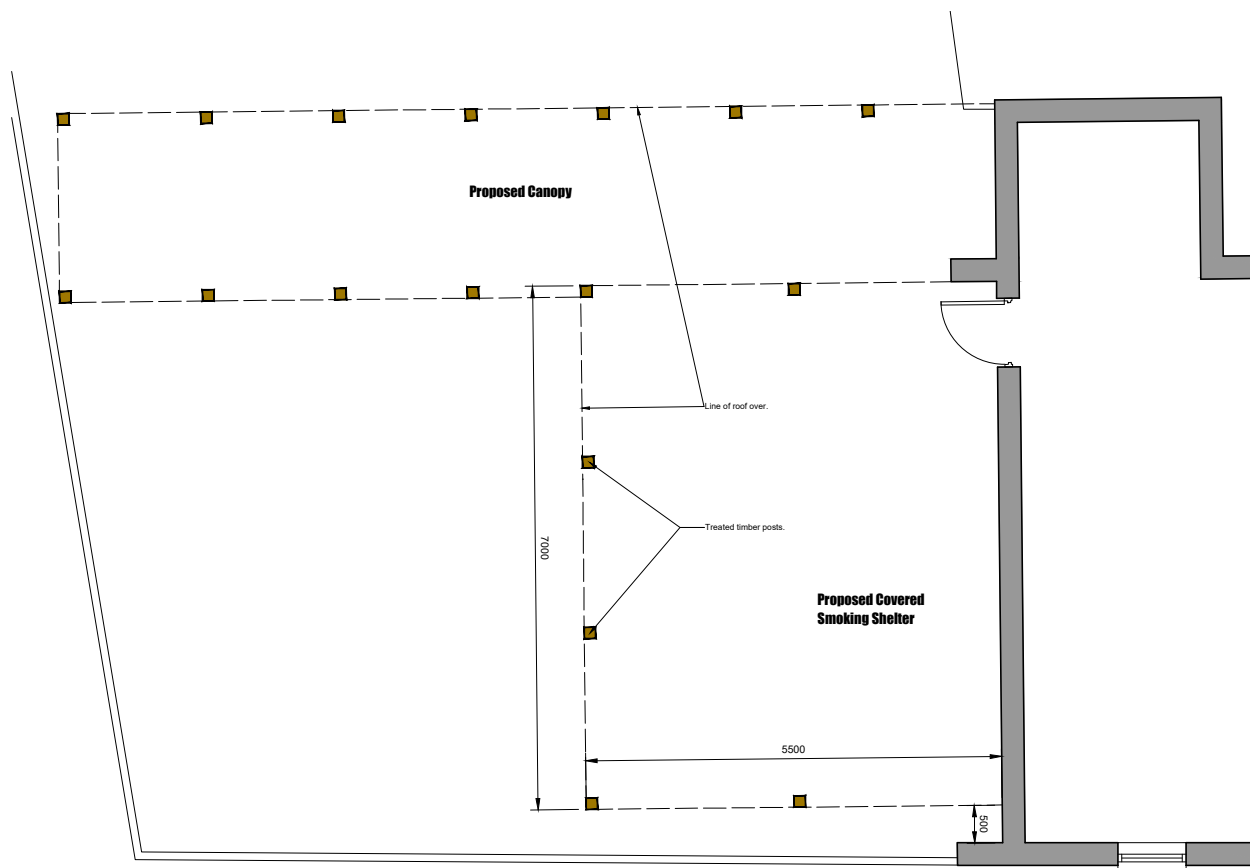 Proposed Canopy
Line of roof over.
7000
Treated timber posts.
Proposed Covered
Smoking Shelter
5500
500